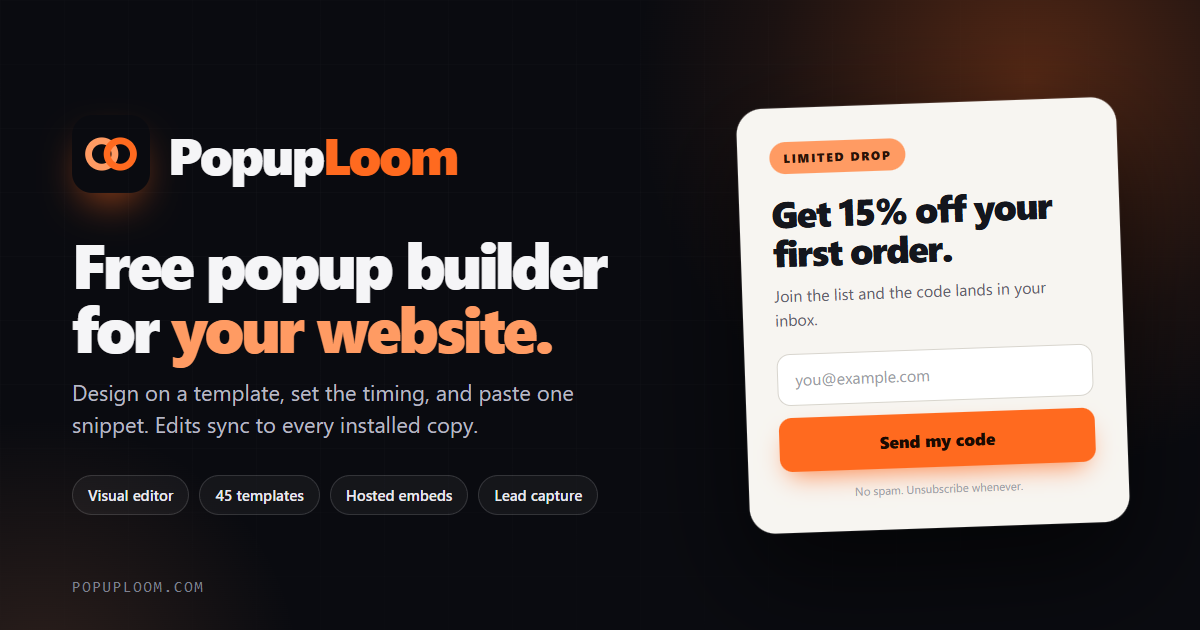 PopupLoom
Free popup builder
for your website.
Design on a template, set the timing, and paste one
snippet. Edits sync to every installed copy.
Visual editor
45 templates
Hosted embeds
Lead capture
POPUPLOOM.COM
LIMITED DROP
Get 15% off your
first order.
Join the list and the code lands in your
inbox.
you@example.com
Send my code
No spam. Unsubscribe whenever.